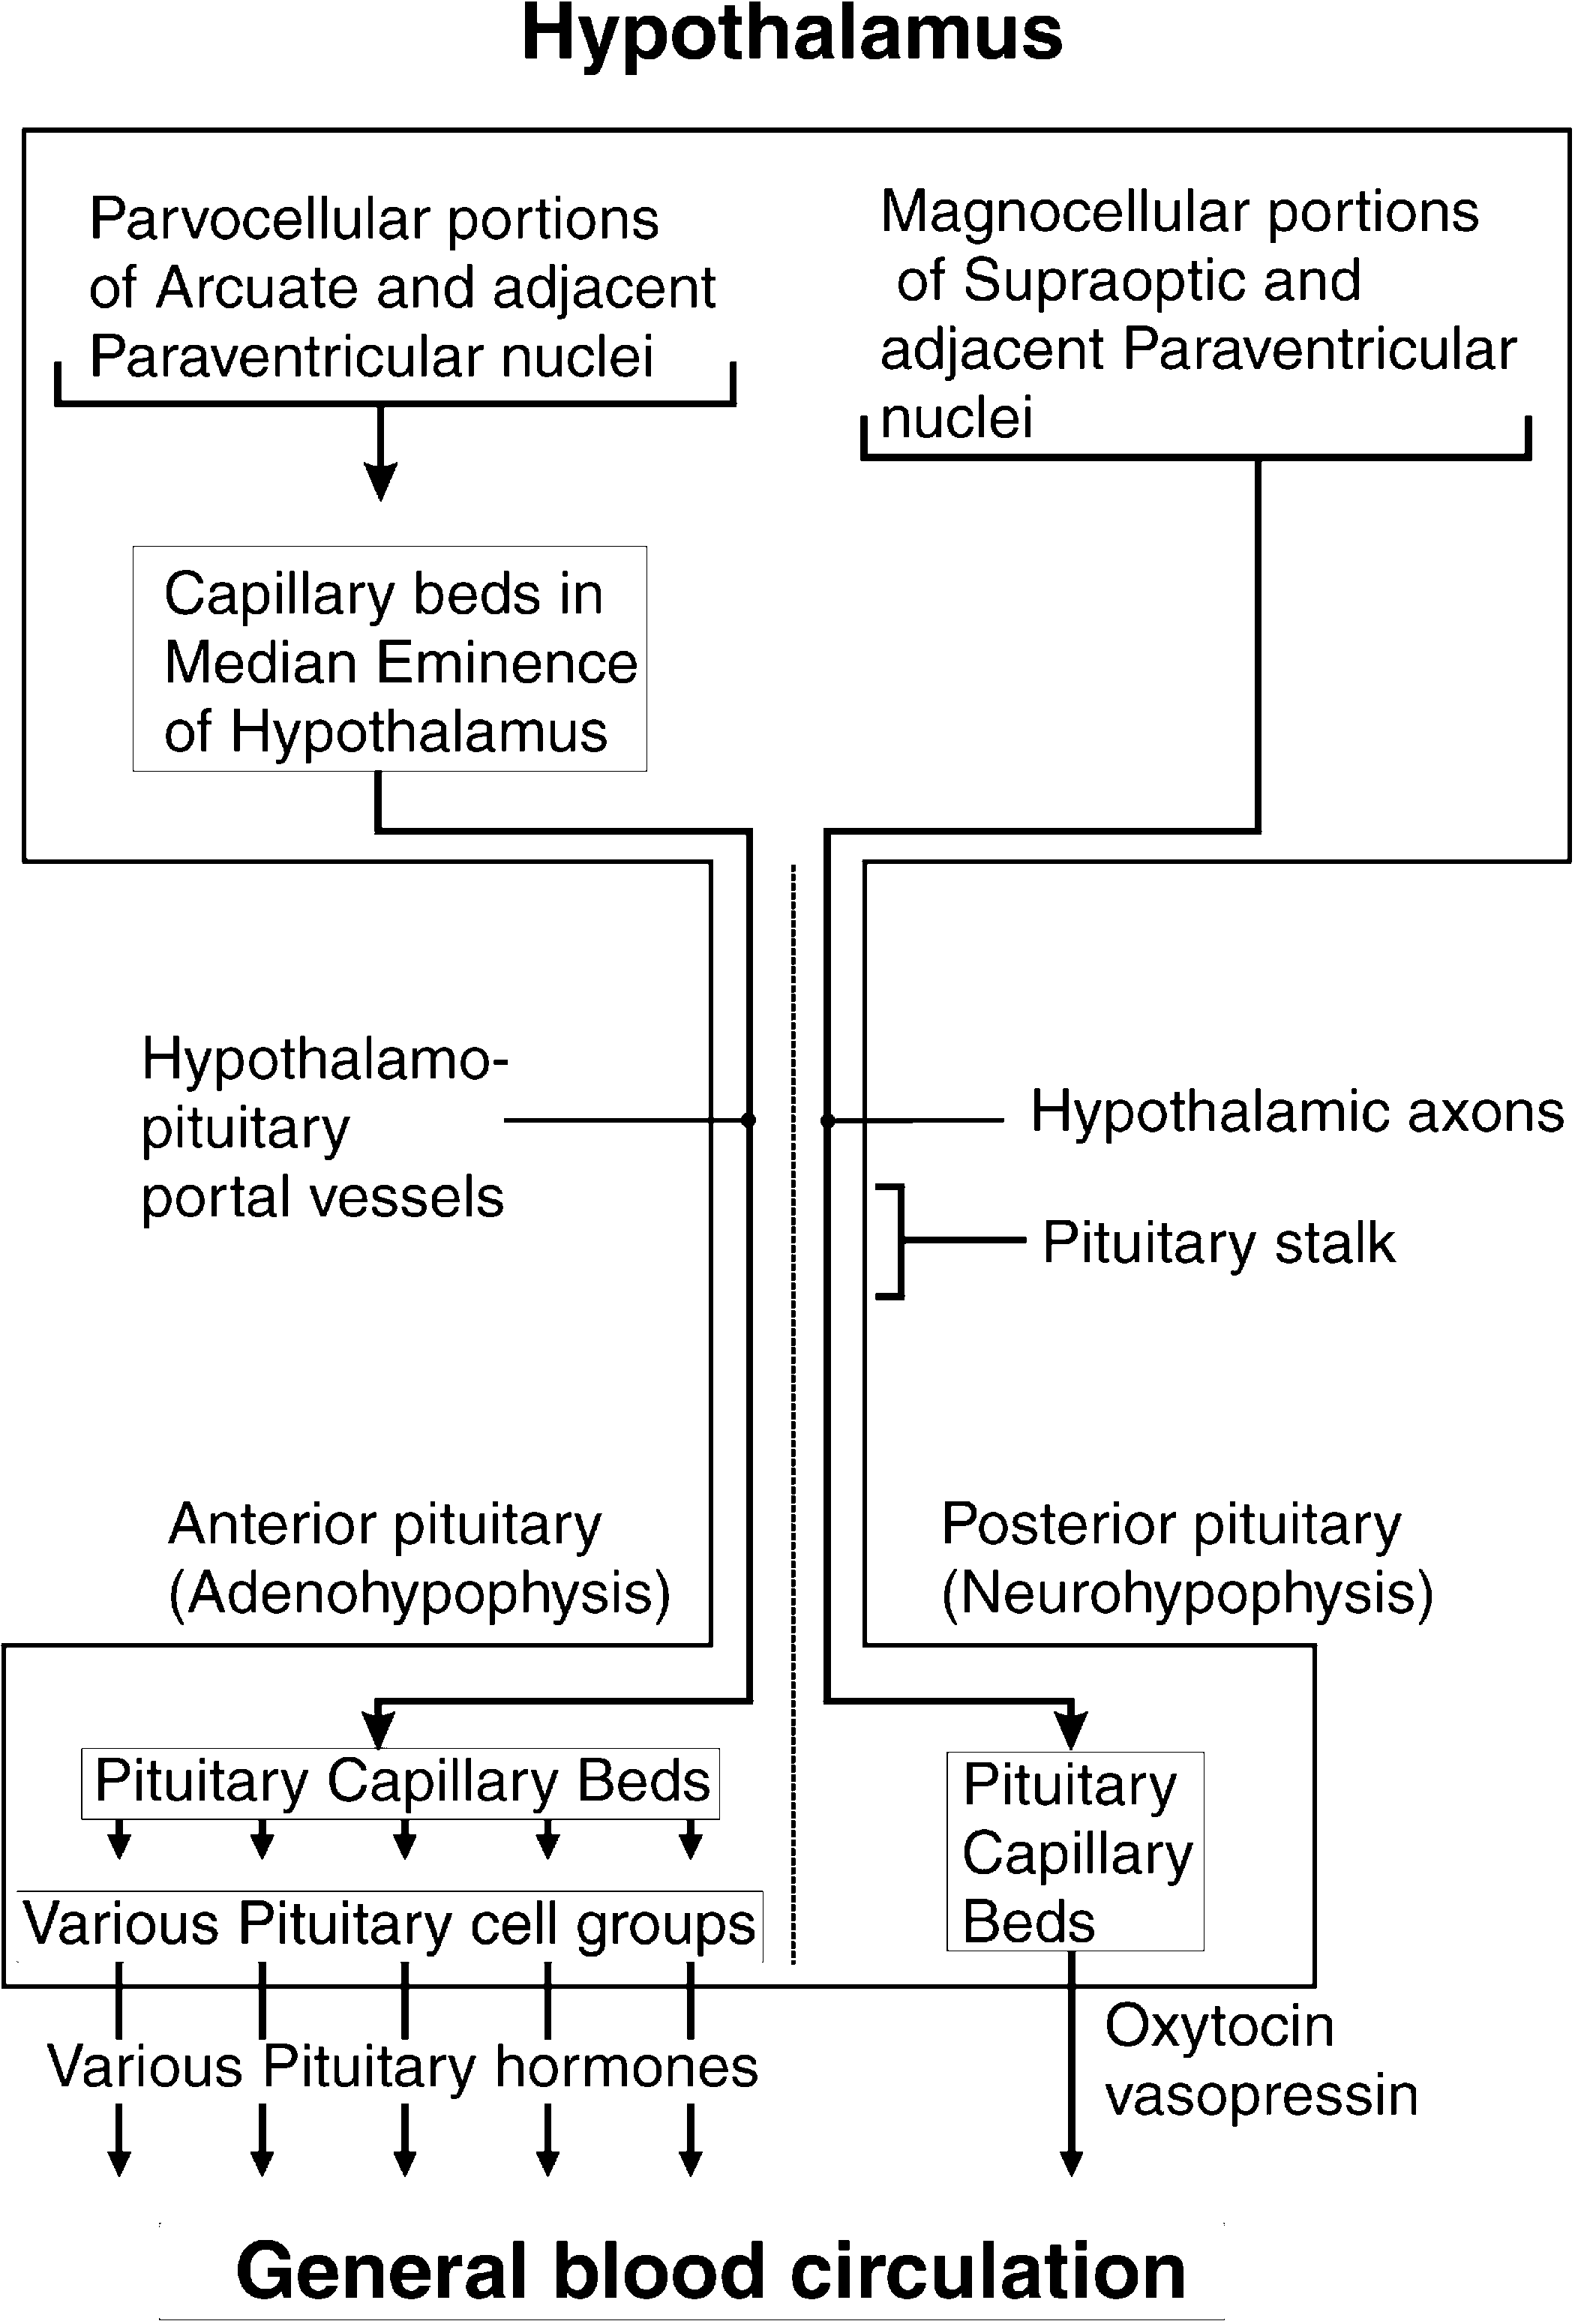 Hypothalamus
Parvocellular portions
of Arcuate and adjacent
Paraventricular nuclei
Magnocellular portions
of Supraoptic and
adjacent Paraventricular
nuclei
Capillary beds in
Median Eminence
of Hypothalamus
Hypothalamo-
pituitary
portal vessels
Hypothalamic axons
Pituitary stalk
Anterior pituitary
(Adenohypophysis)
Posterior pituitary
(Neurohypophysis)
Pituitary Capillary Beds
Various Pituitary cell groups
Various Pituitary hormones
Pituitary
Capillary
Beds
Oxytocin
vasopressin
General blood circulation